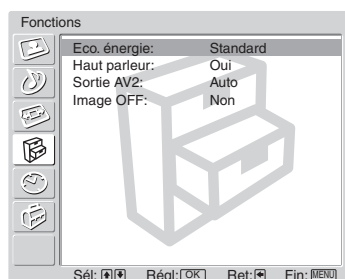 Fonctions
Eco. énergie: Standard
Haut parleur: Oui
Sortie AV2: Auto
Image OFF: Non
Sél: Régl: OK Ret: Fin: MENU